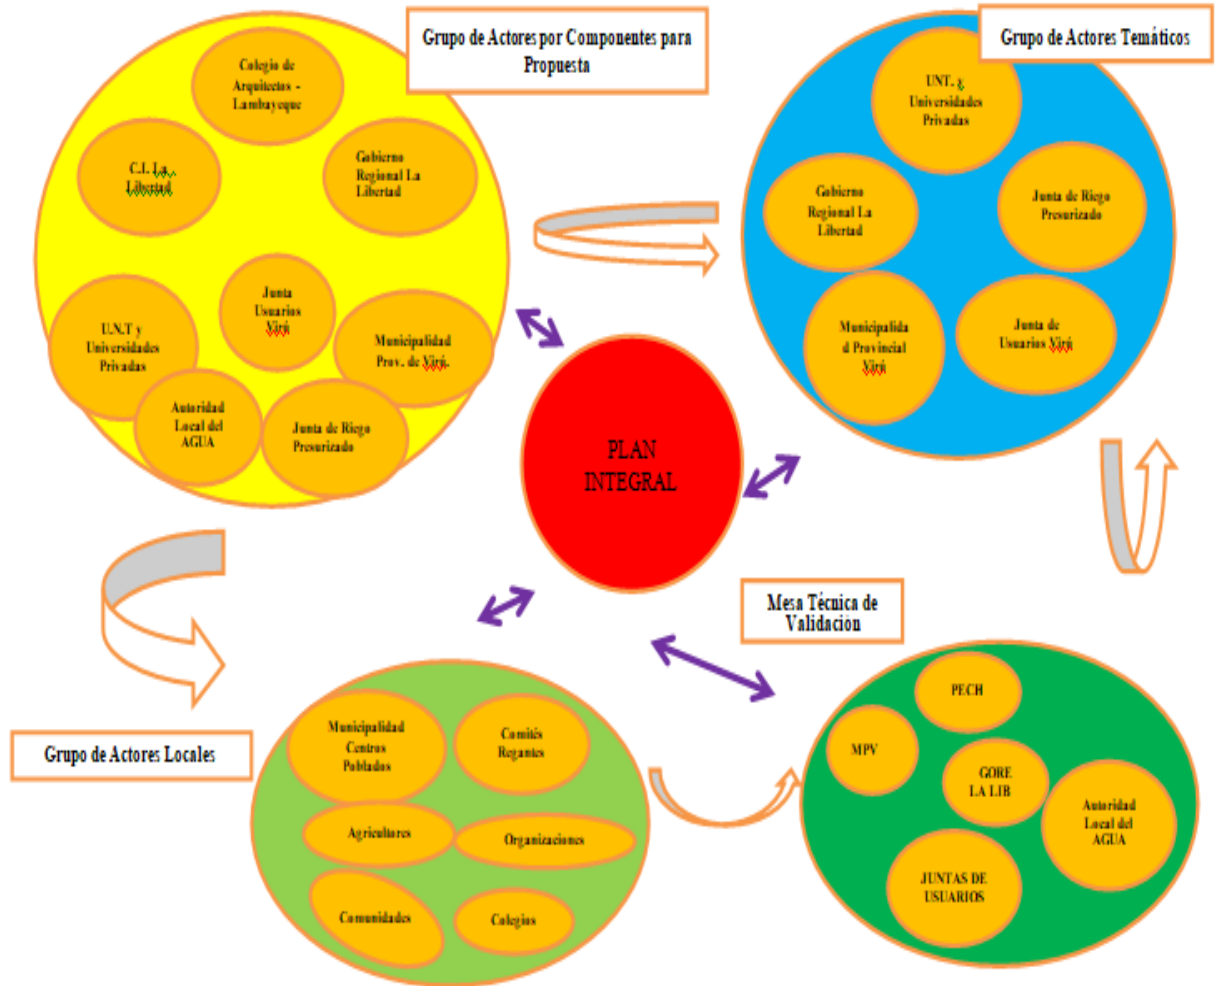 Grupo de Actores por Componentes para
Propuesta
Colegio de
Arquitectos -
Lambayeque
C.I. La
Libertad
Gobierno
Regional La
Libertad
Junta
Usuarios
Virú
U.N.T y
Universidades
Privadas
Municipalidad
Prov. de Virú.
Autoridad
Local del
AGUA
Junta de Riego
Presurizado
Grupo de Actores Temáticos
UNT. y
Universidades
Privadas
Gobierno
Regional La
Libertad
Junta de Riego
Presurizado
Municipalida
d Provincial
Virú
Junta de
Usuarios Virú
PLAN
INTEGRAL
Grupo de Actores Locales
Municipalidad
Centros
Poblados
Comités
Regantes
Agricultores
Organizaciones
Comunidades
Colegios
Mesa Técnica de
Validación
PECH
MPV
GORE
LA LIB
Autoridad
Local del
AGUA
JUNTAS DE
USUARIOS